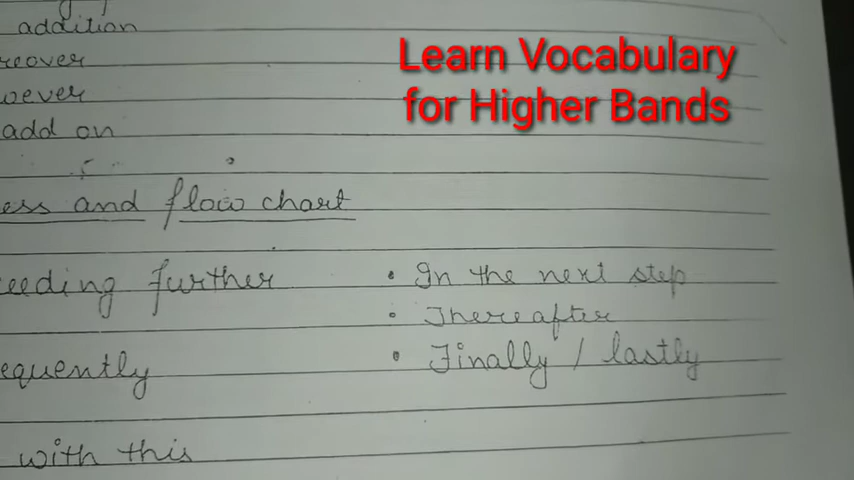 addition
reover
wever
add on
Learn Vocabulary
for Higher Bands
ess and flow chart
eeding further
• In the next step
• Thereafter
equently
• Finally / lastly
with this